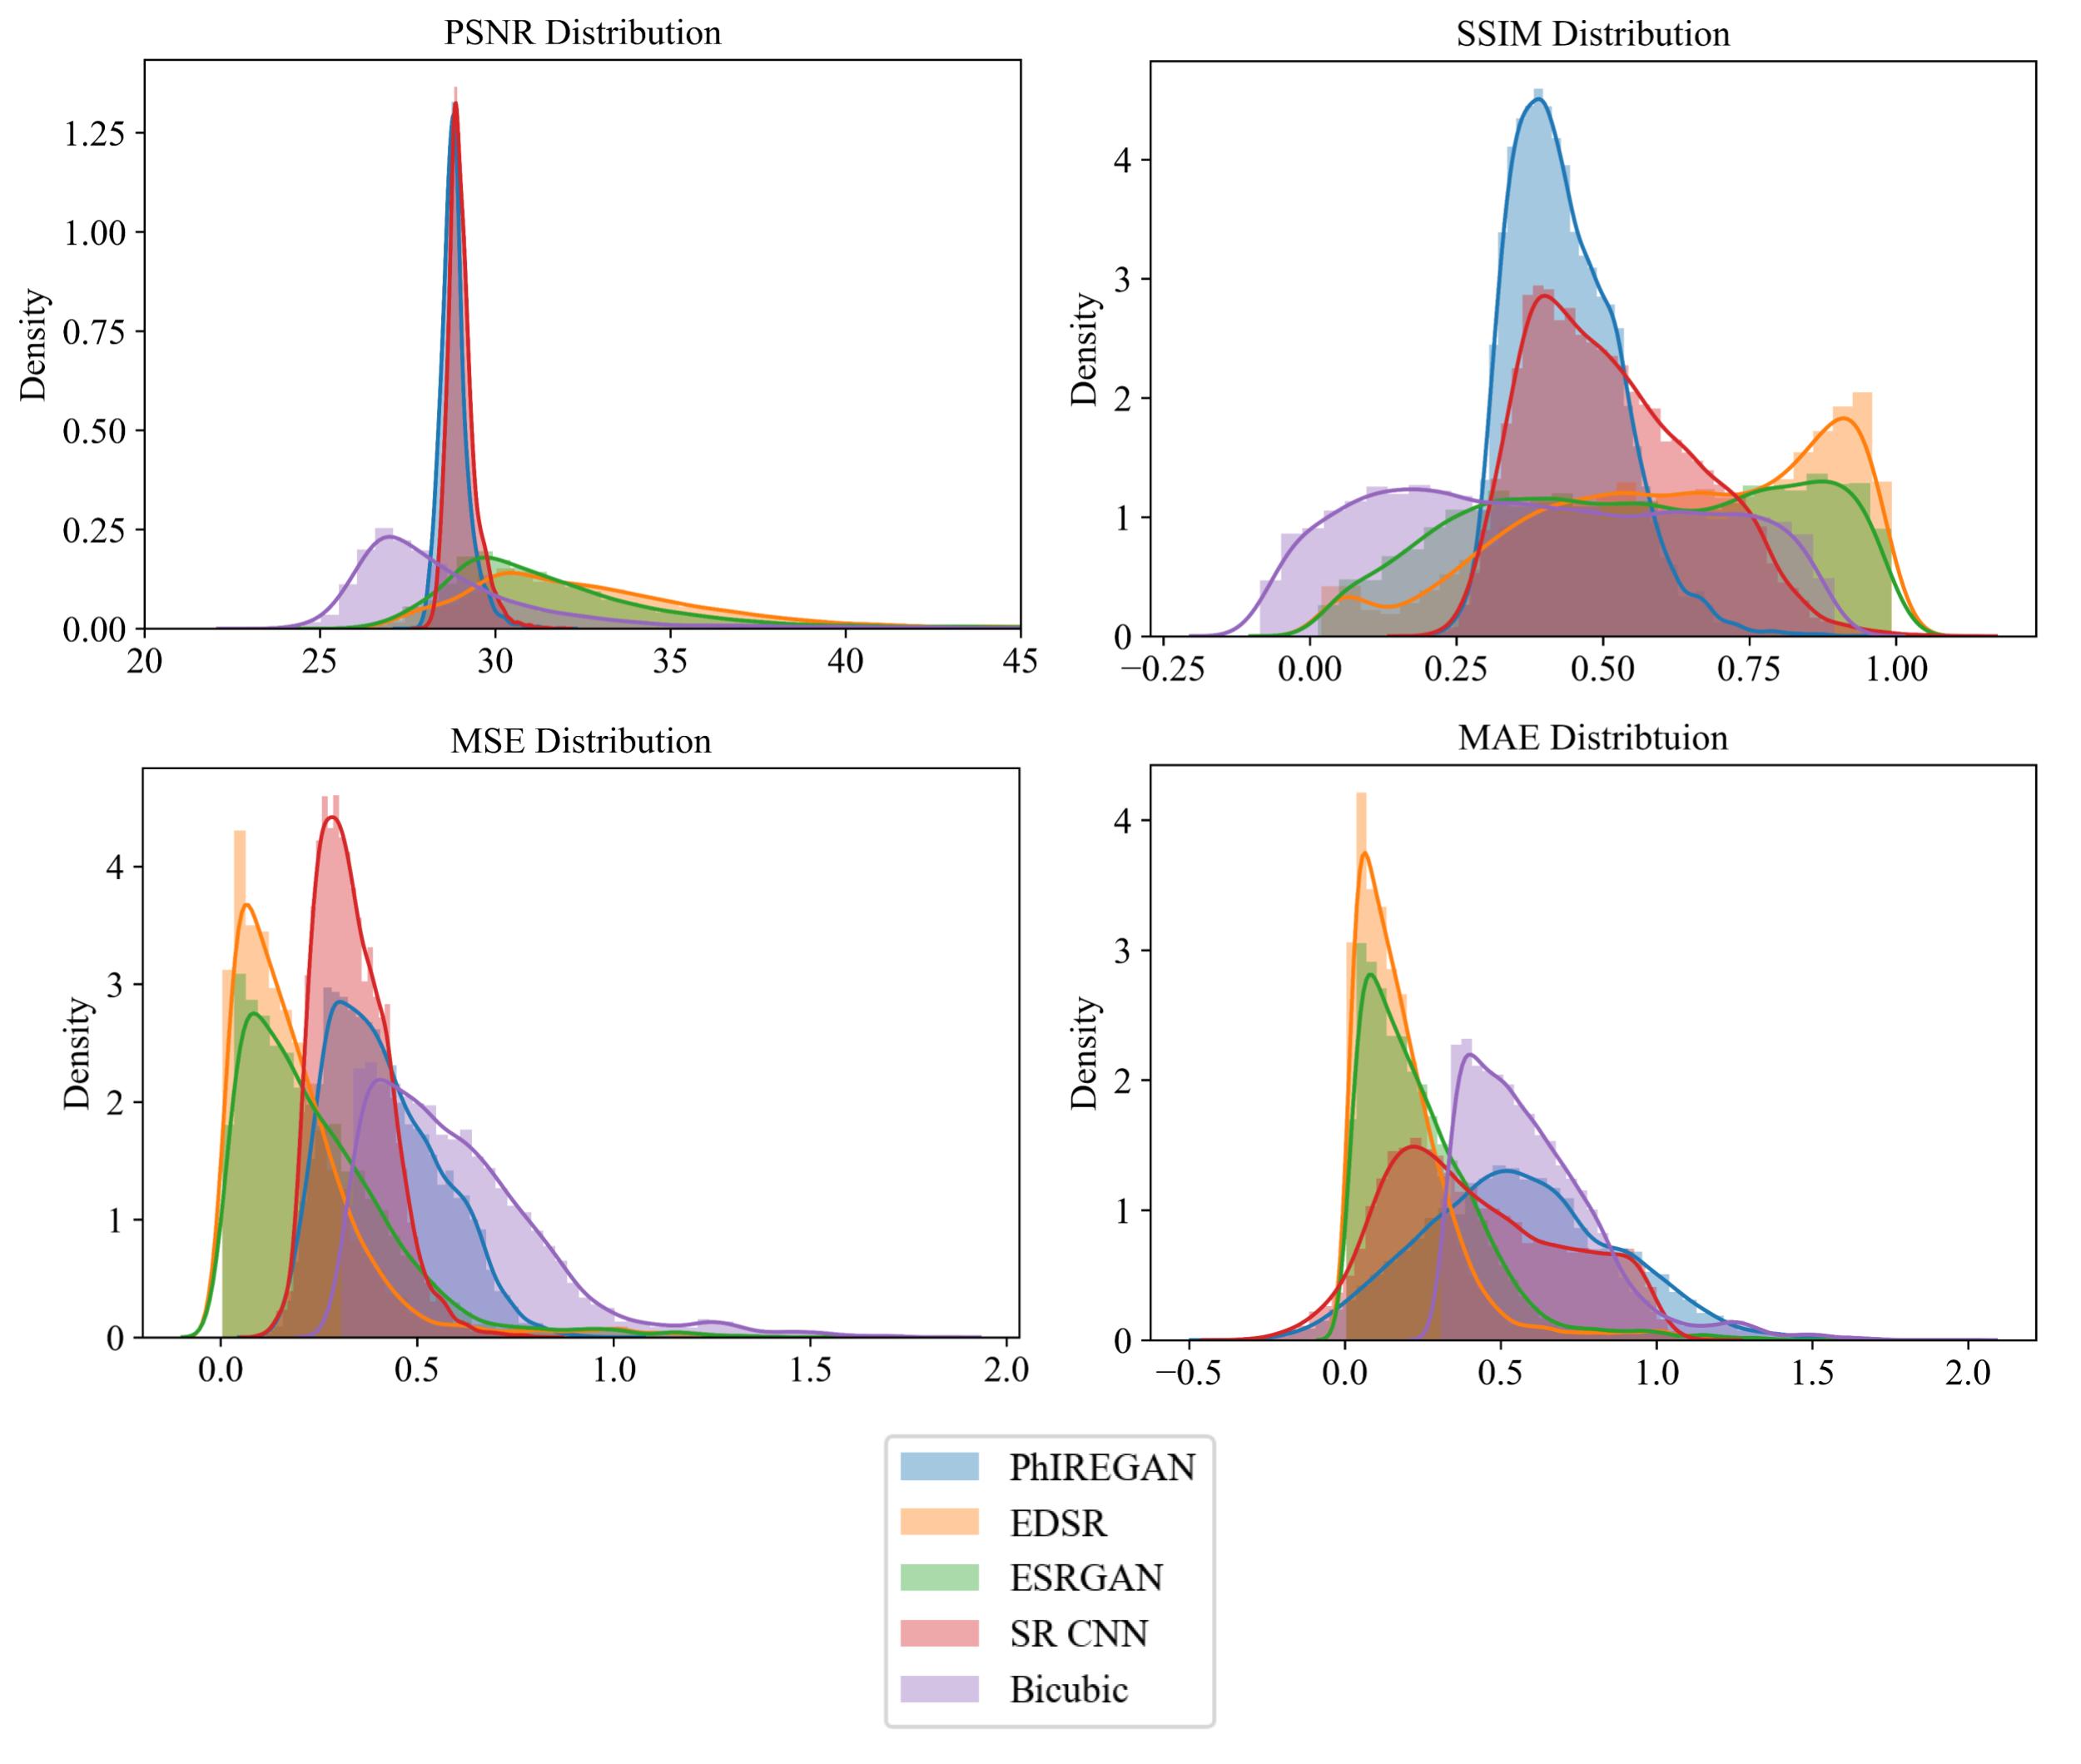 PSNR Distribution
Density
1.25
1.00
0.75
0.50
0.25
0.00
20 25 30 35 40 45
SSIM Distribution
Density
4
3
2
1
0
−0.25 0.00 0.25 0.50 0.75 1.00
MSE Distribution
Density
4
3
2
1
0
0.0 0.5 1.0 1.5 2.0
MAE Distribtuion
Density
4
3
2
1
0
−0.5 0.0 0.5 1.0 1.5 2.0
PhIREGAN
EDSR
ESRGAN
SR CNN
Bicubic